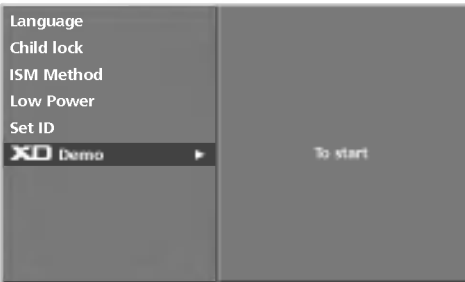 Language
Child lock
ISM Method
Low Power
Set ID
XD Demo
To start